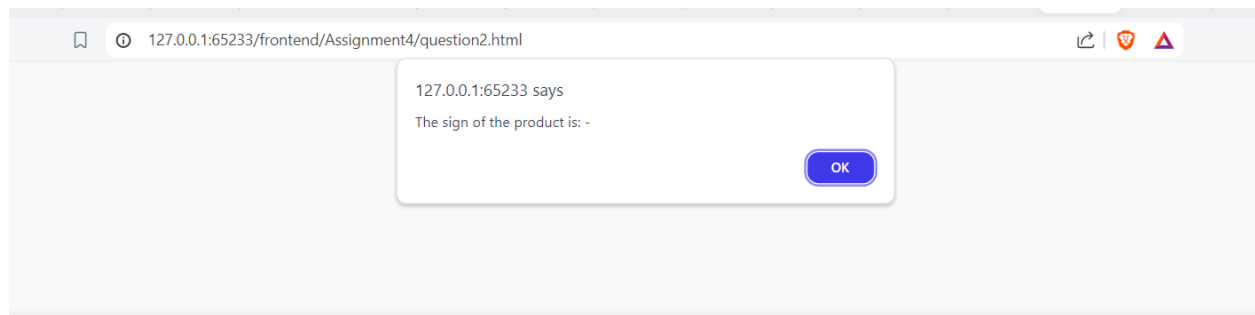 127.0.0.1:65233/frontend/Assignment4/question2.html
127.0.0.1:65233 says
The sign of the product is: -
OK